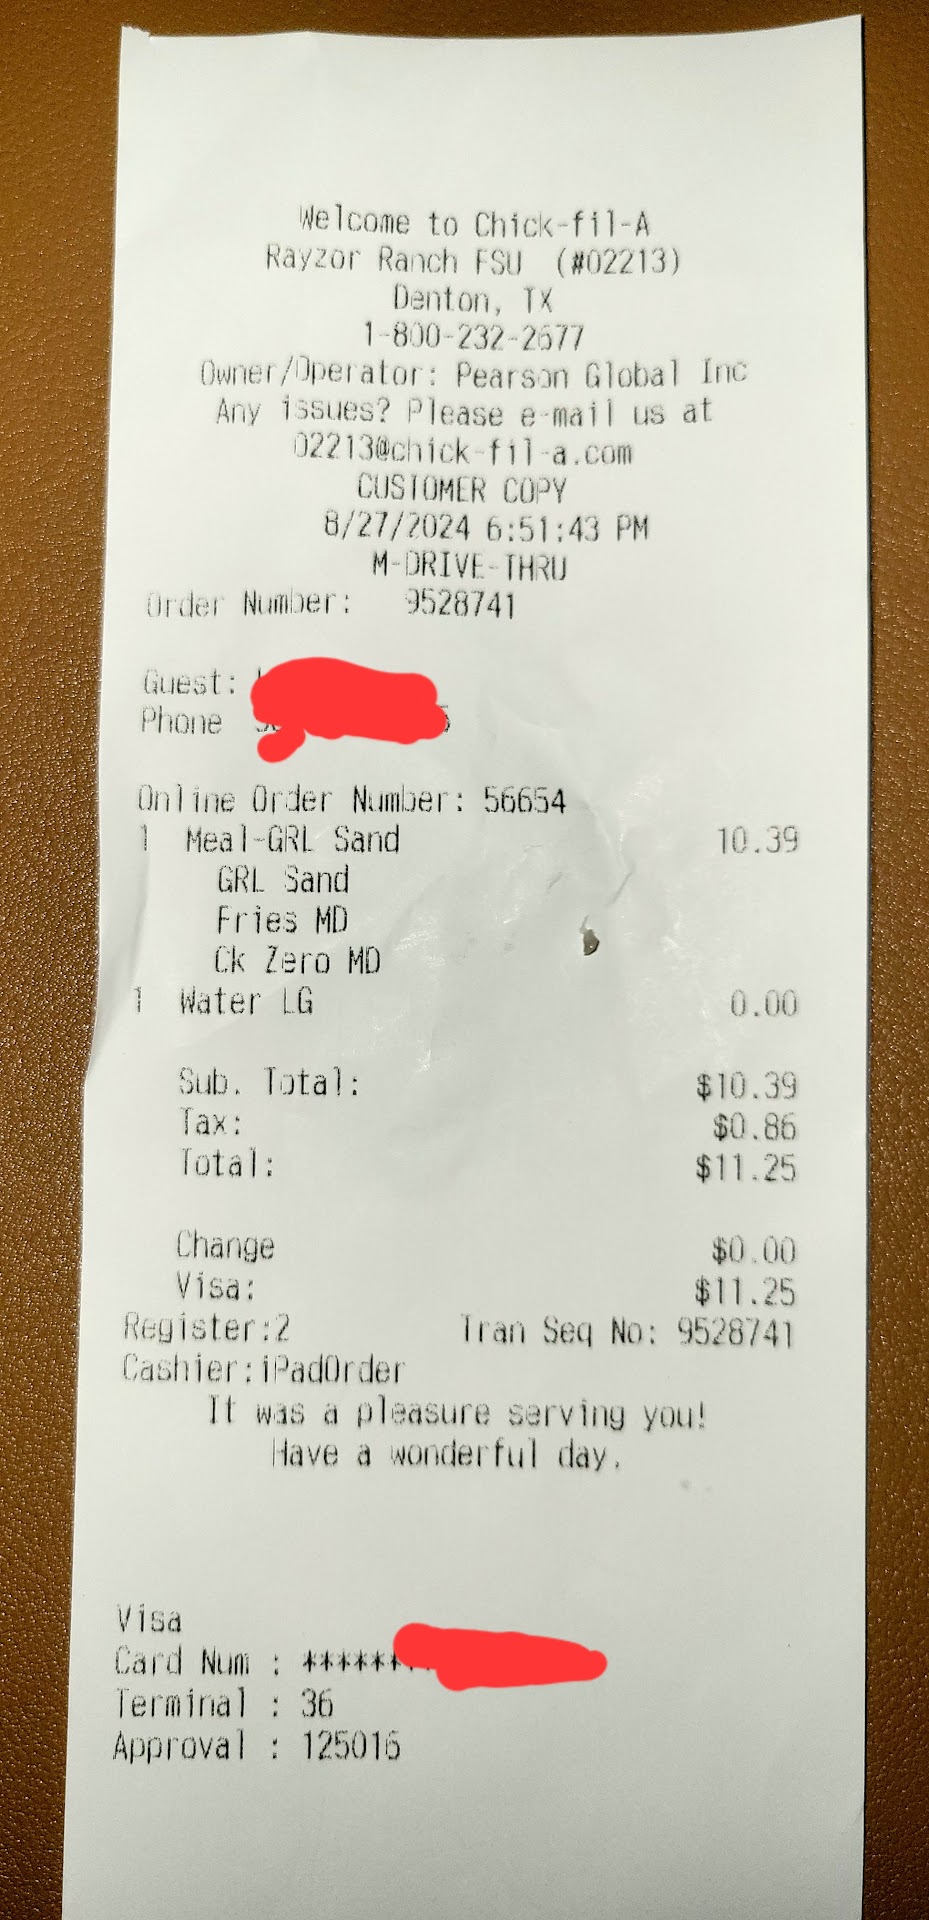 Welcome to Chick-fil-A
Rayzor Ranch FSU (#02213)
Denton, TX
1-800-232-2677
Owner/Operator: Pearson Global Inc
Any issues? Please e-mail us at
02213@chick-fil-a.com
CUSTOMER COPY
8/27/2024 6:51:43 PM
M-DRIVE-THRU
Order Number: 9528741
Guest:
Phone
Online Order Number: 56654
1 Meal-GRL Sand 10.39
GRL Sand
Fries MD
Ck Zero MD
1 Water LG 0.00
Sub. Total: $10.39
Tax: $0.86
Total: $11.25
Change $0.00
Visa: $11.25
Register:2 Tran Seq No: 9528741
Cashier:iPadOrder
It was a pleasure serving you!
Have a wonderful day.
Visa
Card Num : ******
Terminal : 36
Approval : 125016